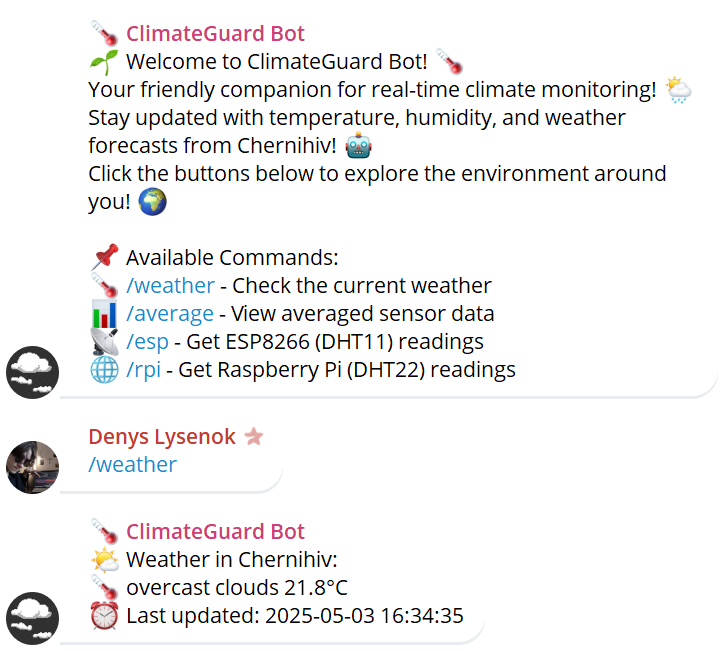 🌡️ ClimateGuard Bot
🌱 Welcome to ClimateGuard Bot! 🌡️
Your friendly companion for real-time climate monitoring! 🌦️
Stay updated with temperature, humidity, and weather
forecasts from Chernihiv! 🤖
Click the buttons below to explore the environment around
you! 🌍
📌 Available Commands:
🌡️ /weather - Check the current weather
📊 /average - View averaged sensor data
📡 /esp - Get ESP8266 (DHT11) readings
🌐 /rpi - Get Raspberry Pi (DHT22) readings
Denys Lysenok
/weather
🌡️ ClimateGuard Bot
🌤️ Weather in Chernihiv:
🌡️ overcast clouds 21.8°C
⏰ Last updated: 2025-05-03 16:34:35